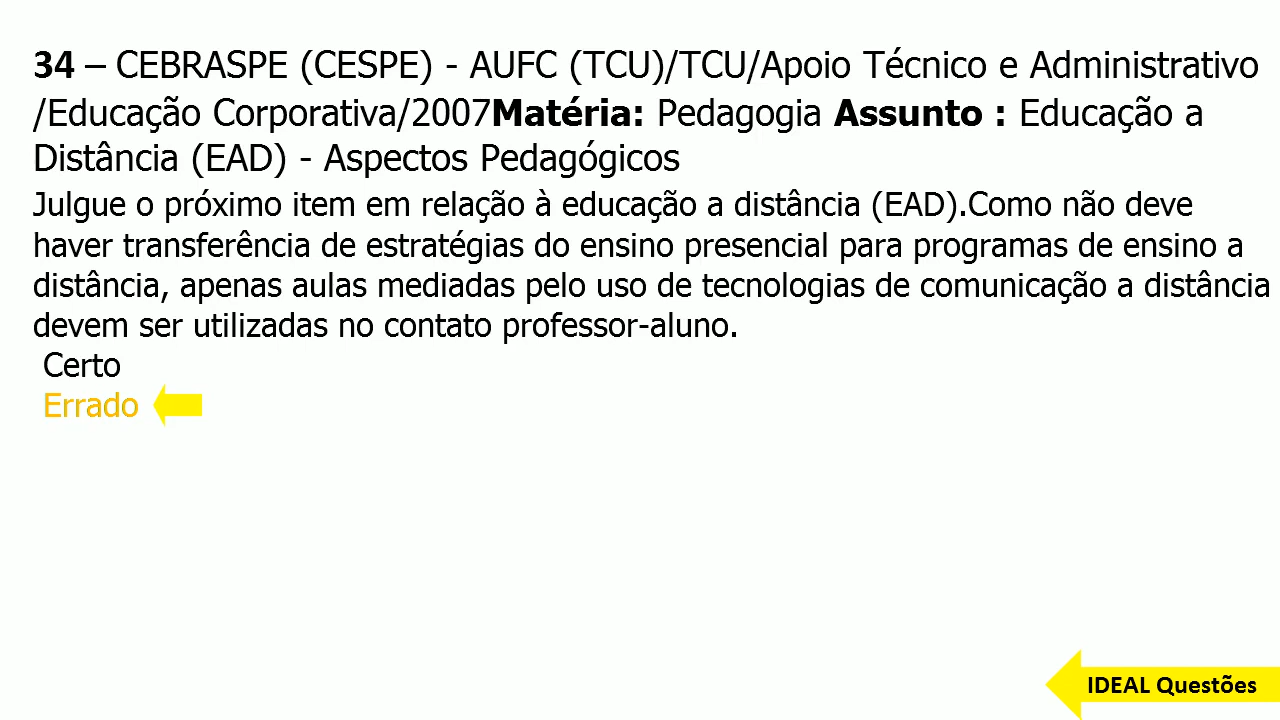 34 – CEBRASPE (CESPE) - AUFC (TCU)/TCU/Apoio Técnico e Administrativo
/Educação Corporativa/2007Matéria: Pedagogia Assunto : Educação a
Distância (EAD) - Aspectos Pedagógicos
Julgue o próximo item em relação à educação a distância (EAD).Como não deve
haver transferência de estratégias do ensino presencial para programas de ensino a
distância, apenas aulas mediadas pelo uso de tecnologias de comunicação a distância
devem ser utilizadas no contato professor-aluno.
Certo
Errado
IDEAL Questões